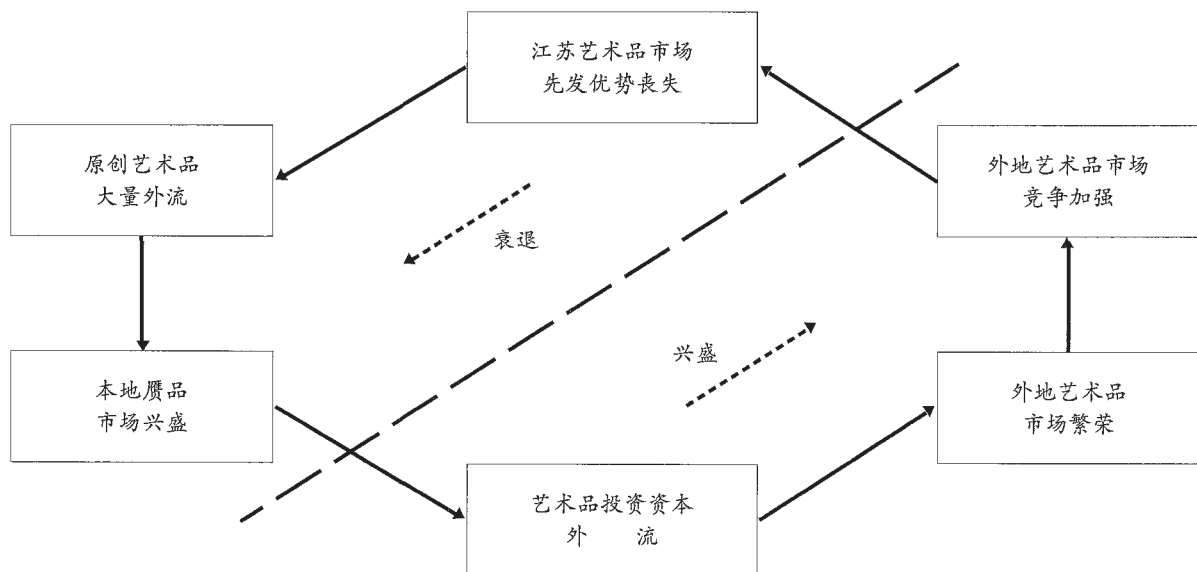 江苏艺术品市场
先发优势丧失
原创艺术品
大量外流
外地艺术品市场
竞争加强
衰退
兴盛
本地赝品
市场兴盛
外地艺术品
市场繁荣
艺术品投资资本
外 流